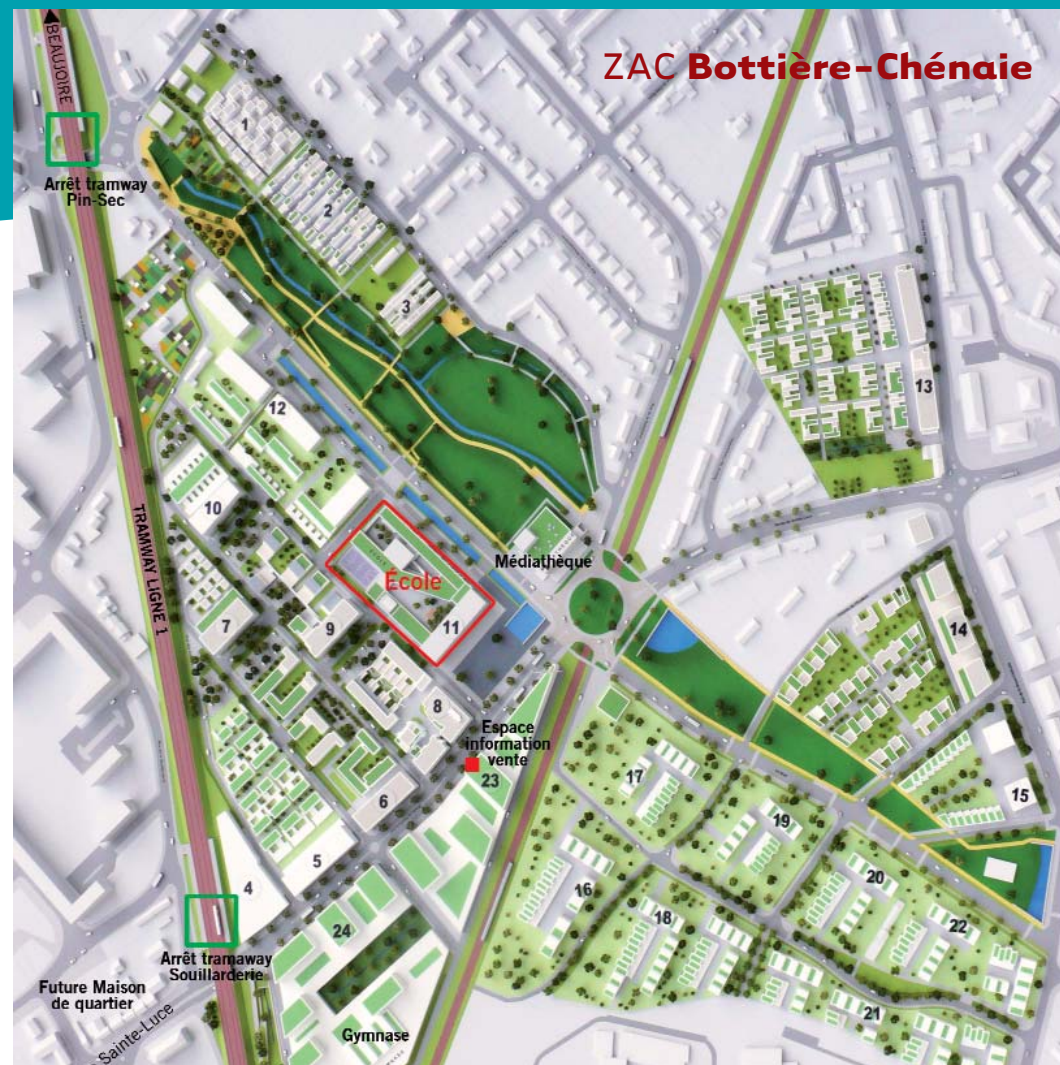 BEAUJOIRE
ZAC Bottière-Chénaie
1
Arrêt tramway
Pin-Sec
2
3
13
12
10
TRAMWAY LIGNE 1
Médiathèque
École
7
9
11
14
8
Espace
information
vente
17
23
15
6
19
5
16
20
4
18
22
24
Arrêt tramaway
Souillarderie
Future Maison
de quartier
21
Gymnase
Sainte-Luce